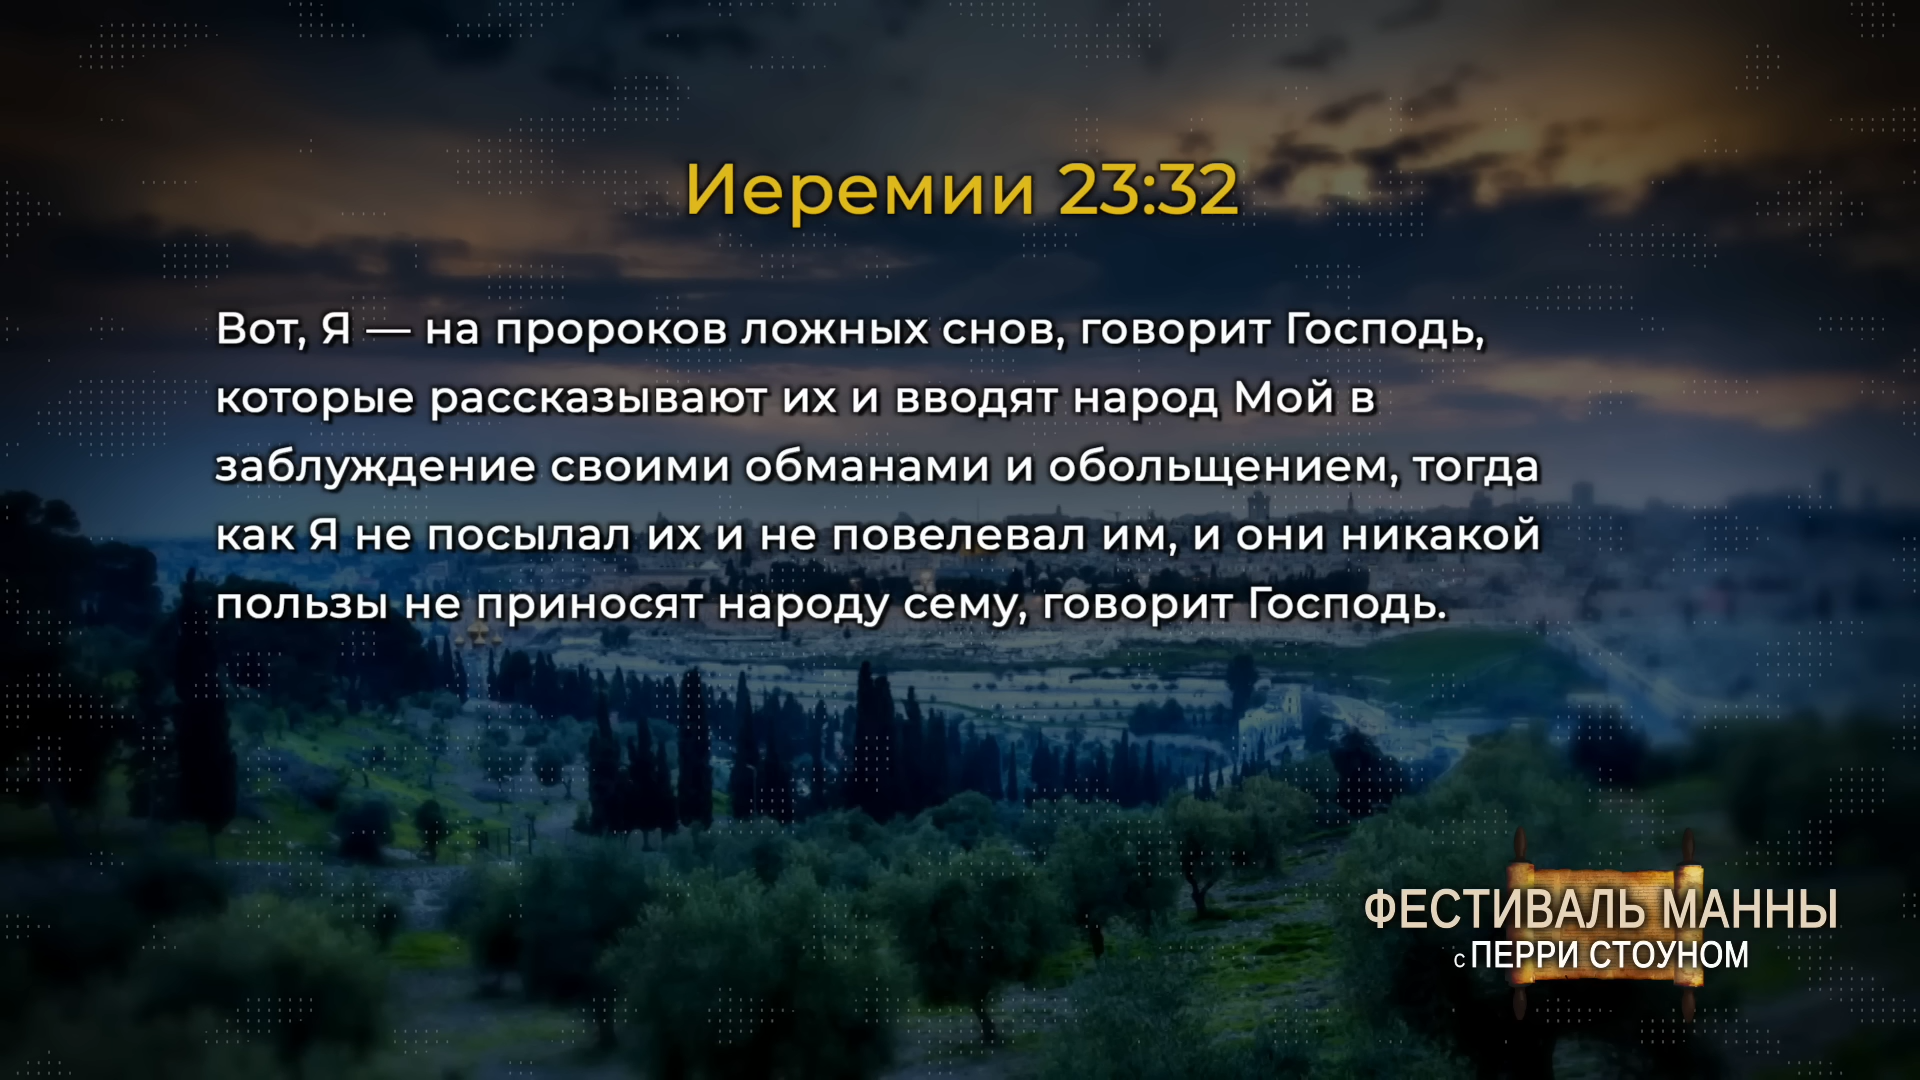 Иеремии 23:32
Вот, Я — на пророков ложных снов, говорит Господь,
которые рассказывают их и вводят народ Мой в
заблуждение своими обманами и обольщением, тогда
как Я не посылал их и не повелевал им, и они никакой
пользы не приносят народу сему, говорит Господь.
ФЕСТИВАЛЬ МАННЫ
с ПЕРРИ СТОУНОМ